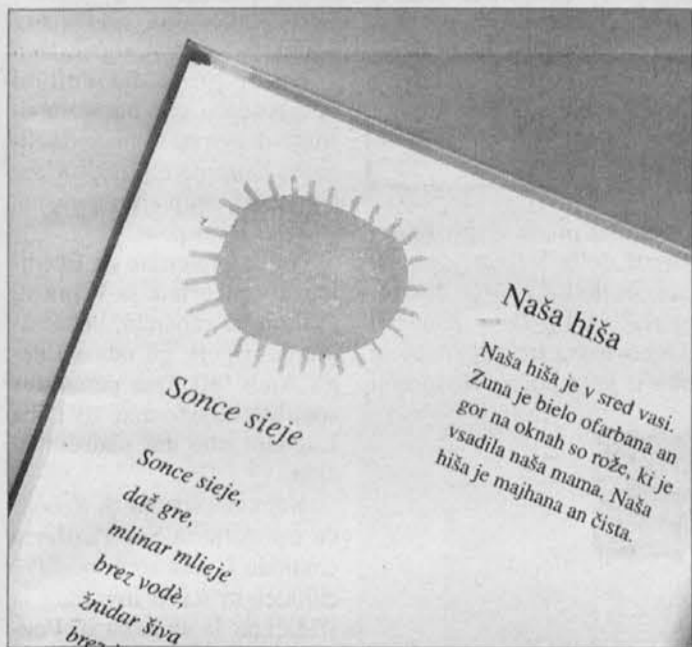 Sonce sieje
Sonce sieje,
daž gre,
mlinar mlieje
brez vodè,
žnidar šiva
brez
Naša hiša
Naša hiša je v sred vasi.
Zuni je bielo ofarbana an
gor na oknah so rože, ki je
vsadila naša mama. Naša
hiša je majhana an čista.